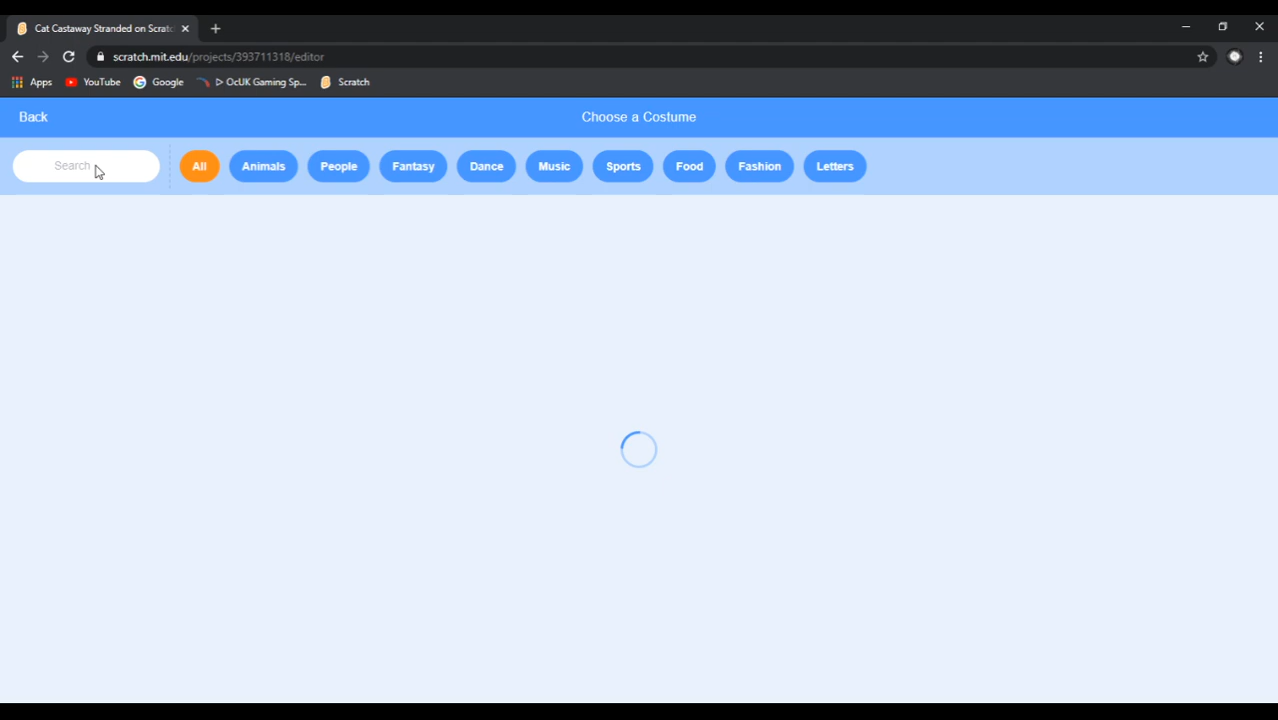 Cat Castaway Stranded on Scratc
scratch.mit.edu/projects/393711318/editor
Apps YouTube Google ▷ OcUK Gaming Sp... Scratch
Back Choose a Costume
Search All Animals People Fantasy Dance Music Sports Food Fashion Letters